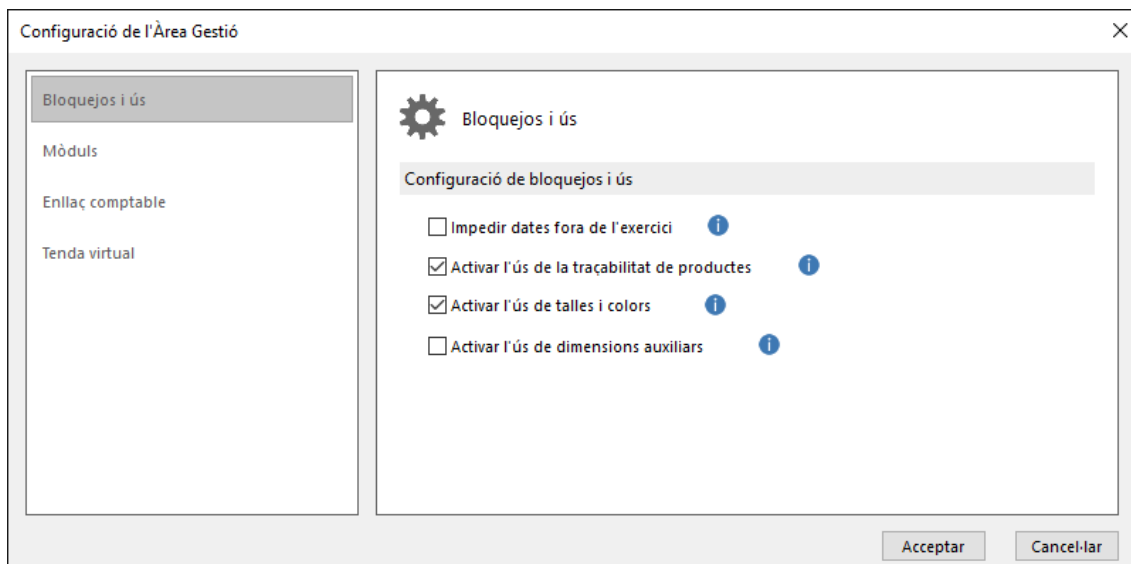 Configuració de l'Àrea Gestió
Bloquejos i ús
Mòduls
Enllaç comptable
Tenda virtual
Bloquejos i ús
Configuració de bloquejos i ús
Impedir dates fora de l'exercici
Activar l'ús de la traçabilitat de productes
Activar l'ús de talles i colors
Activar l'ús de dimensions auxiliars
Acceptar
Cancel·lar